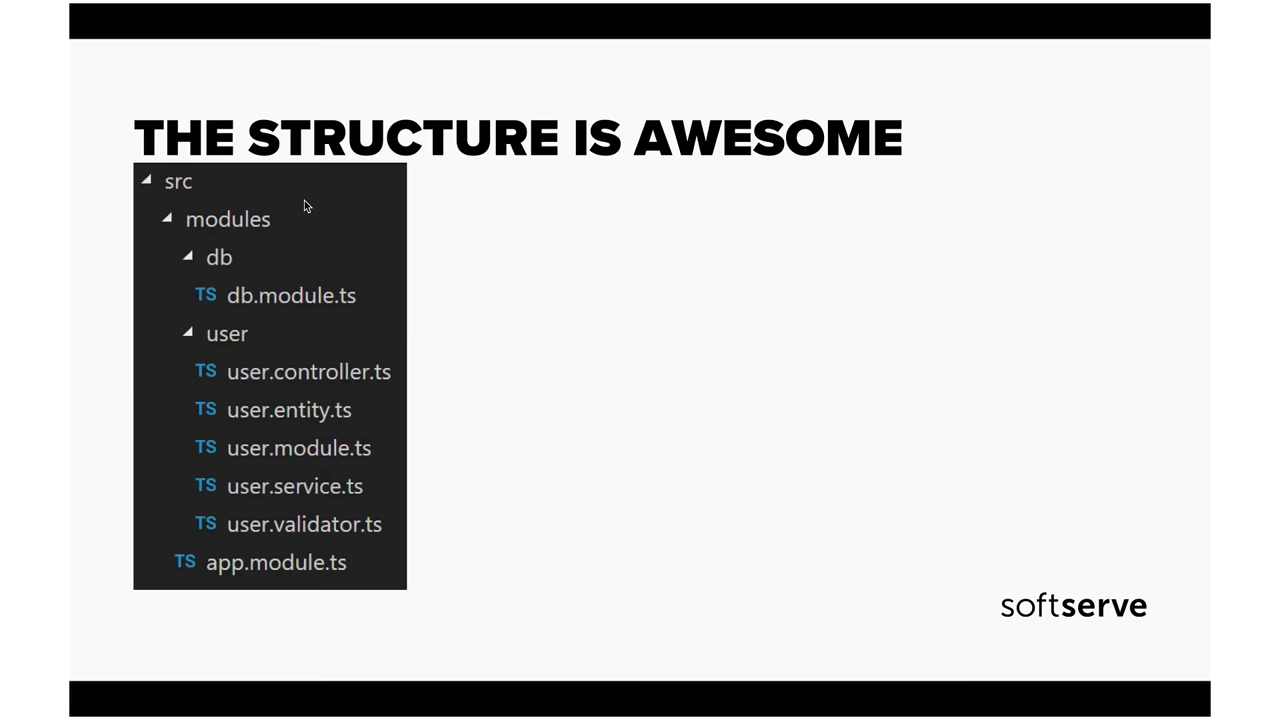 THE STRUCTURE IS AWESOME
src
modules
db
TS db.module.ts
user
TS user.controller.ts
TS user.entity.ts
TS user.module.ts
TS user.service.ts
TS user.validator.ts
TS app.module.ts
softserve